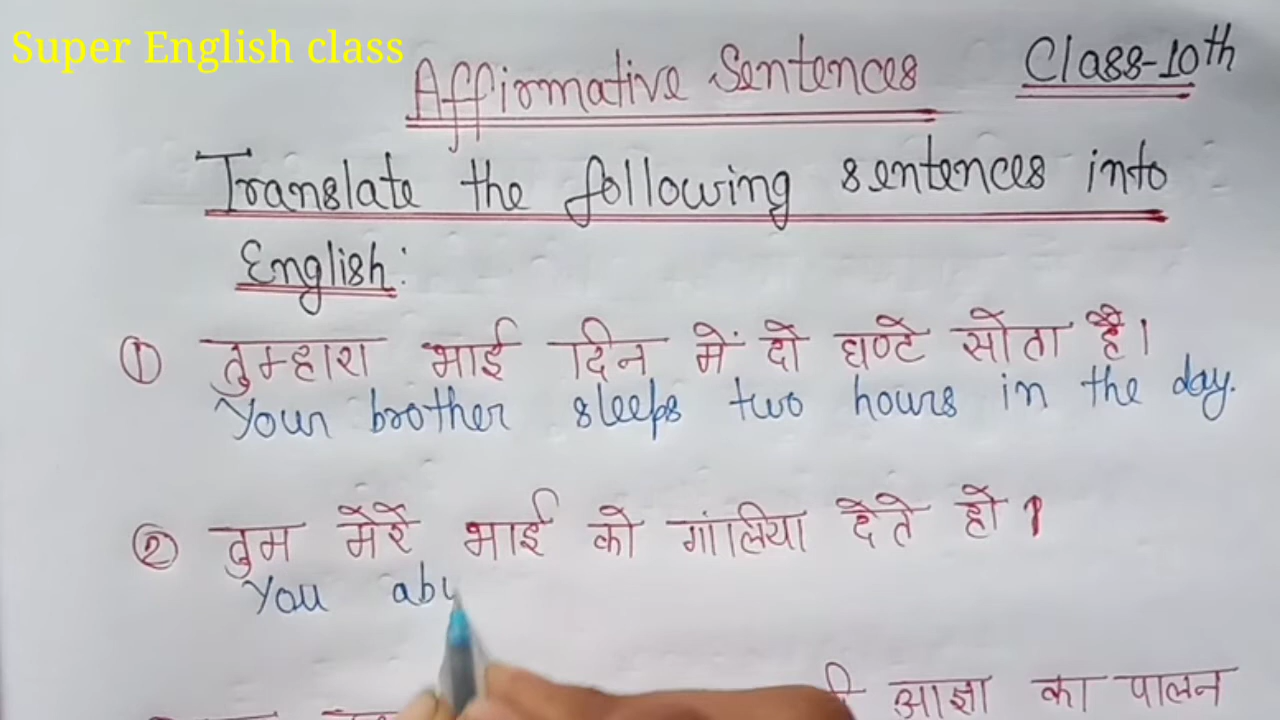 Super English class
Affirmative Sentences Class-10th
Translate the following sentences into
English:
① तुम्हारा भाई दिन में दो घण्टे सोता है।
Your brother sleeps two hours in the day.
② तुम मेरे भाई को गांलिया देते हो।
You abu
आज्ञा का पालन